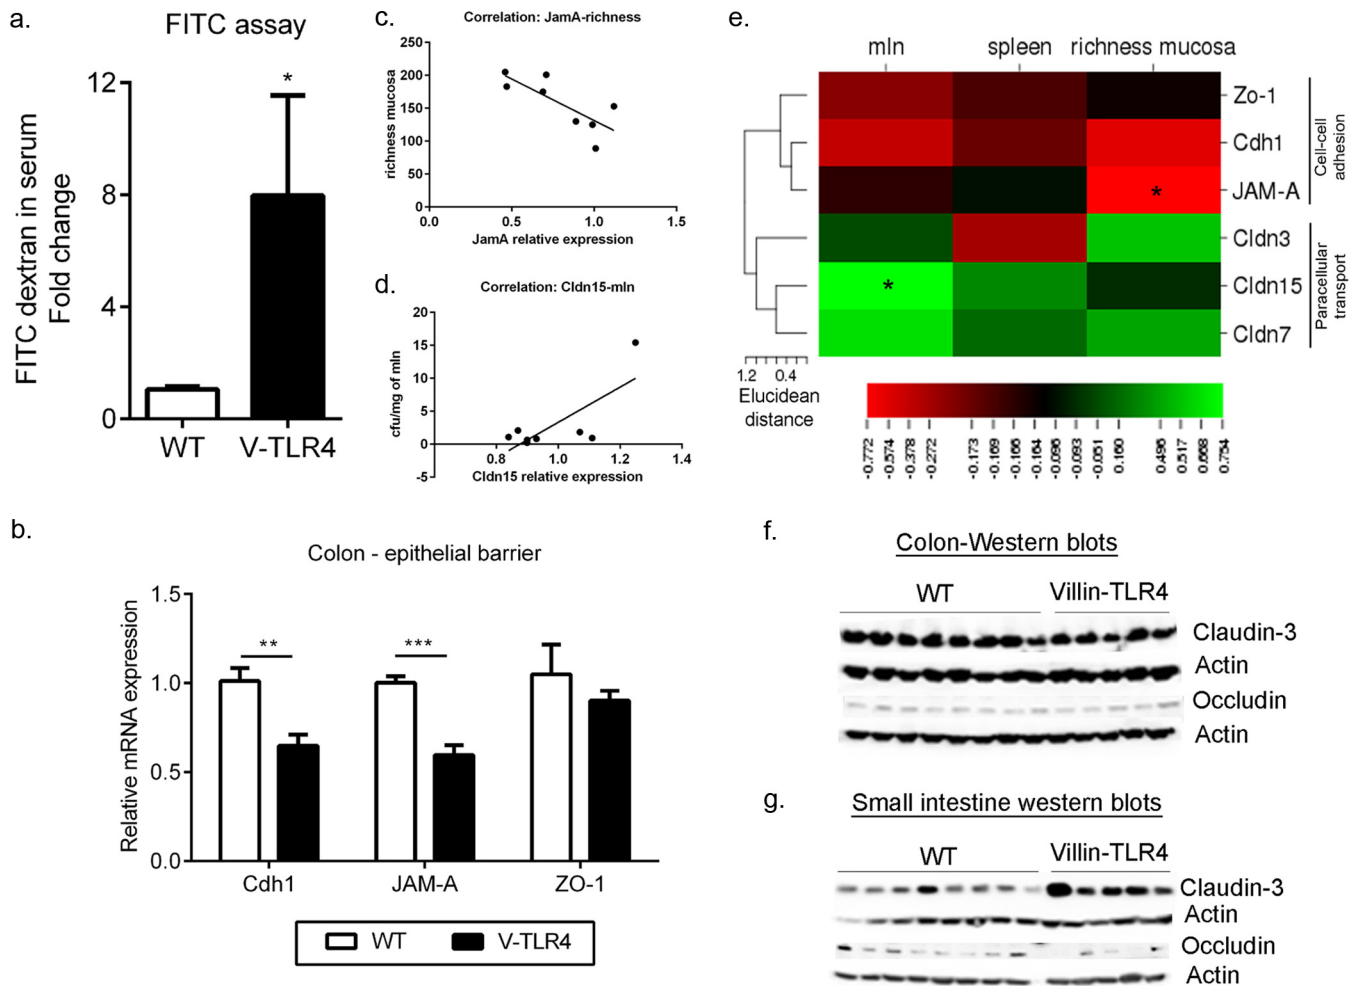 a.
FITC assay
FITC dextran in serum
Fold change
12
8
4
0
*
WT
V-TLR4
c.
Correlation: JamA-richness
richness mucosa
250
200
150
100
50
0
0.0
0.5
1.0
1.5
JamA relative expression
d.
Correlation: Cldn15-mln
cfu/mg of mln
20
15
10
5
0
-5
0.8
1.0
1.2
1.4
Cldn15 relative expression
e.
mln
spleen
richness mucosa
Zo-1
Cdh1
JAM-A
*
Cldn3
Cldn15
*
Cldn7
Cell-cell
adhesion
Paracellular
transport
1.2 0.4
Elucidean
distance
-0.772
-0.574
-0.378
-0.272
-0.173
-0.169
-0.166
-0.164
-0.095
-0.093
-0.051
0.160
0.495
0.517
0.668
0.754
b.
Colon - epithelial barrier
Relative mRNA expression
1.5
1.0
0.5
0.0
**
***
Cdh1
JAM-A
ZO-1
WT
V-TLR4
f.
Colon-Western blots
WT
Villin-TLR4
Claudin-3
Actin
Occludin
Actin
g.
Small intestine western blots
WT
Villin-TLR4
Claudin-3
Actin
Occludin
Actin